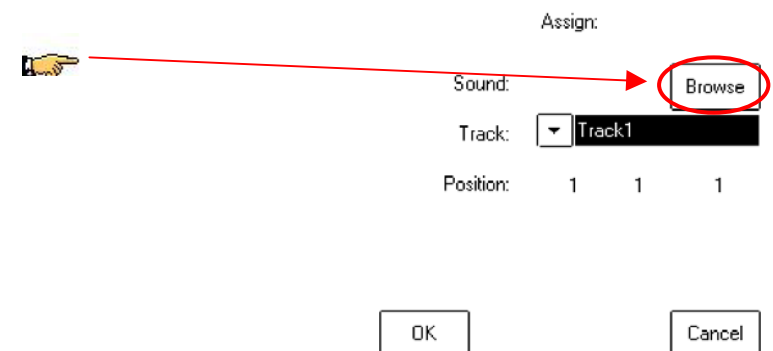 Assign:
Sound: Browse
Track: Track1
Position: 1 1 1
OK Cancel